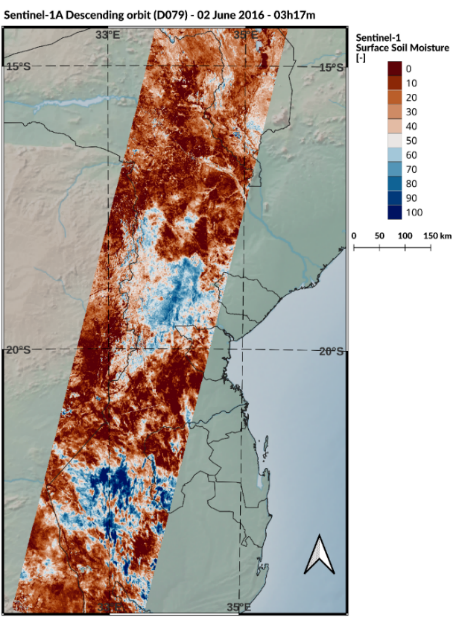 Sentinel-1A Descending orbit (D079) - 02 June 2016 - 03h17m
33°E
35°E
Sentinel-1
Surface Soil Moisture
[-]
0
10
20
30
40
50
60
70
80
90
100
0 50 100 150 km
15°S
15°S
20°S
20°S
35°E